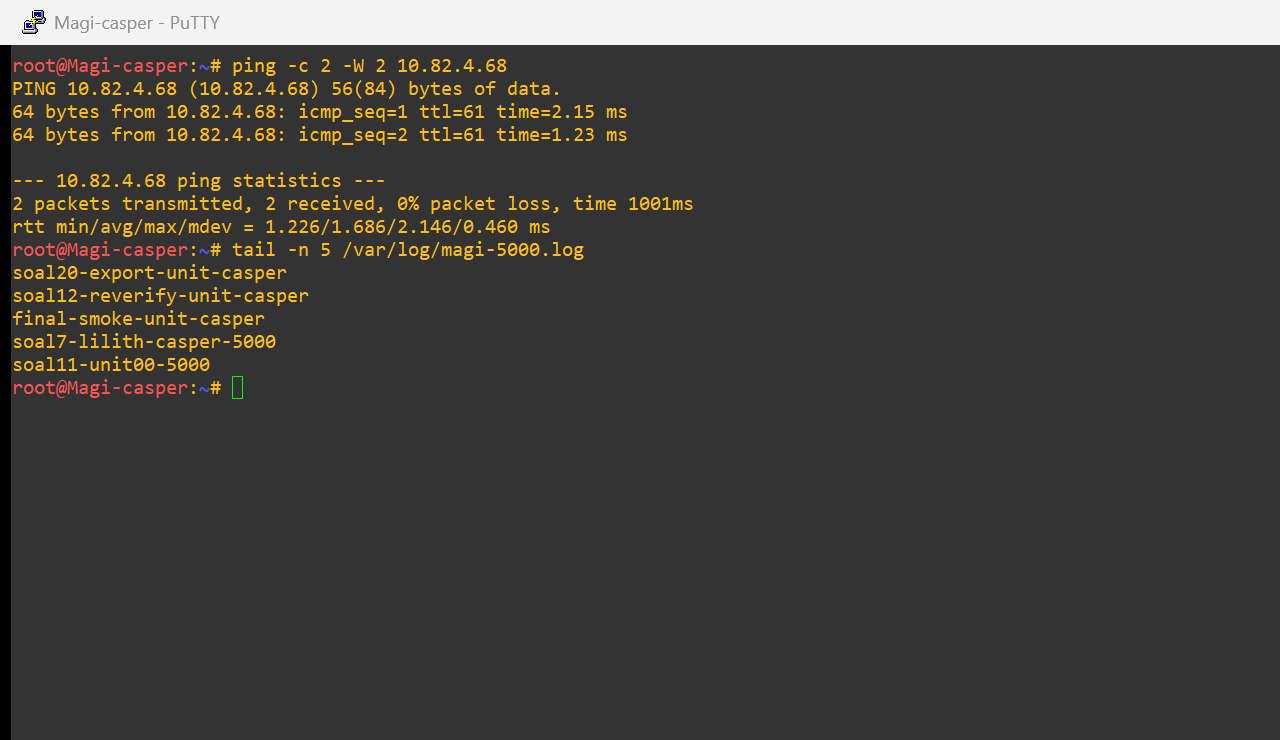 Magi-casper - PuTTY
root@Magi-casper:~# ping -c 2 -W 2 10.82.4.68
PING 10.82.4.68 (10.82.4.68) 56(84) bytes of data.
64 bytes from 10.82.4.68: icmp_seq=1 ttl=61 time=2.15 ms
64 bytes from 10.82.4.68: icmp_seq=2 ttl=61 time=1.23 ms

--- 10.82.4.68 ping statistics ---
2 packets transmitted, 2 received, 0% packet loss, time 1001ms
rtt min/avg/max/mdev = 1.226/1.686/2.146/0.460 ms
root@Magi-casper:~# tail -n 5 /var/log/magi-5000.log
soal20-export-unit-casper
soal12-reverify-unit-casper
final-smoke-unit-casper
soal7-lilith-casper-5000
soal11-unit00-5000
root@Magi-casper:~#